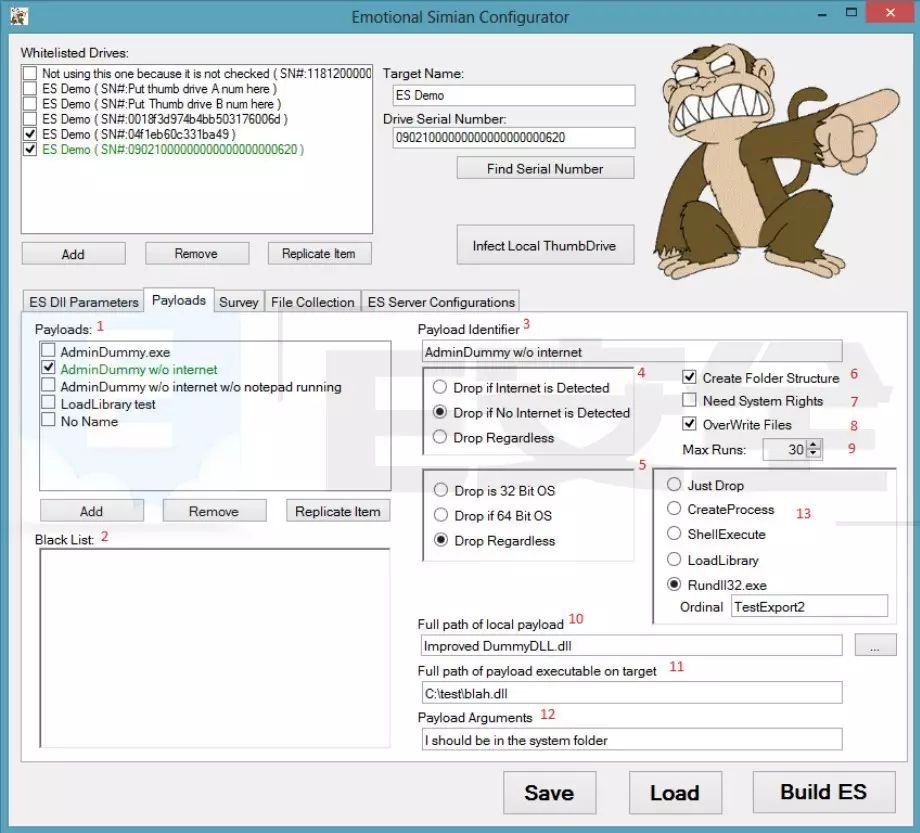 Emotional Simian Configurator
Whitelisted Drives:
Not using this one because it is not checked ( SN#:1181200000
ES Demo ( SN#:Put thumb drive A num here )
ES Demo ( SN#:Put Thumb drive B num here )
ES Demo ( SN#:0018f3d974b4bb503176006d )
ES Demo ( SN#:04f1eb60c331ba49 )
ES Demo ( SN#:09021000000000000000000620 )
Add
Remove
Replicate Item
Target Name:
ES Demo
Drive Serial Number:
09021000000000000000000620
Find Serial Number
Infect Local ThumbDrive
ES Dll Parameters
Payloads
Survey
File Collection
ES Server Configurations
Payloads: 1
AdminDummy.exe
AdminDummy w/o internet
AdminDummy w/o internet w/o notepad running
LoadLibrary test
No Name
Add
Remove
Replicate Item
Black List: 2
Payload Identifier 3
AdminDummy w/o internet
4
Drop if Internet is Detected
Drop if No Internet is Detected
Drop Regardless
Create Folder Structure 6
Need System Rights 7
OverWrite Files 8
Max Runs: 30 9
5
Drop is 32 Bit OS
Drop if 64 Bit OS
Drop Regardless
Just Drop
CreateProcess 13
ShellExecute
LoadLibrary
Rundll32.exe
Ordinal TestExport2
Full path of local payload 10
Improved DummyDLL.dll
...
Full path of payload executable on target 11
C:\test\blah.dll
Payload Arguments 12
I should be in the system folder
Save
Load
Build ES